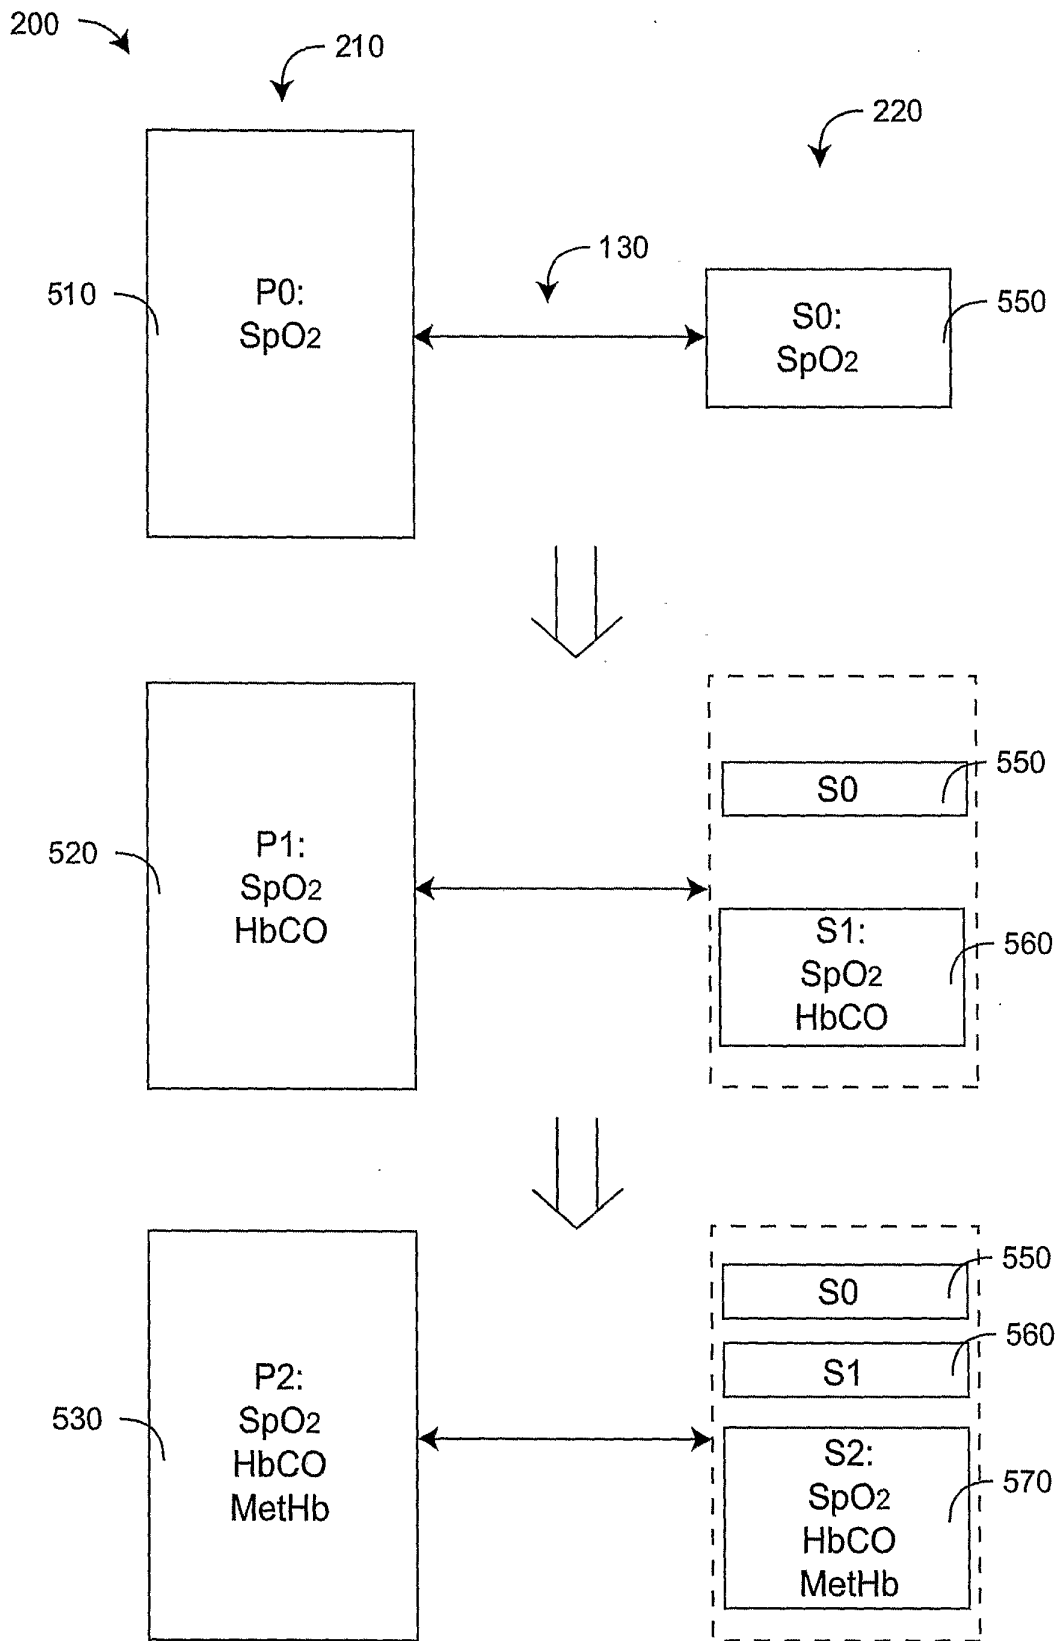 200
210
220
130
510
P0:
SpO2
S0:
SpO2
550
520
P1:
SpO2
HbCO
S0
550
S1:
SpO2
HbCO
560
530
P2:
SpO2
HbCO
MetHb
S0
550
S1
560
S2:
SpO2
HbCO
MetHb
570